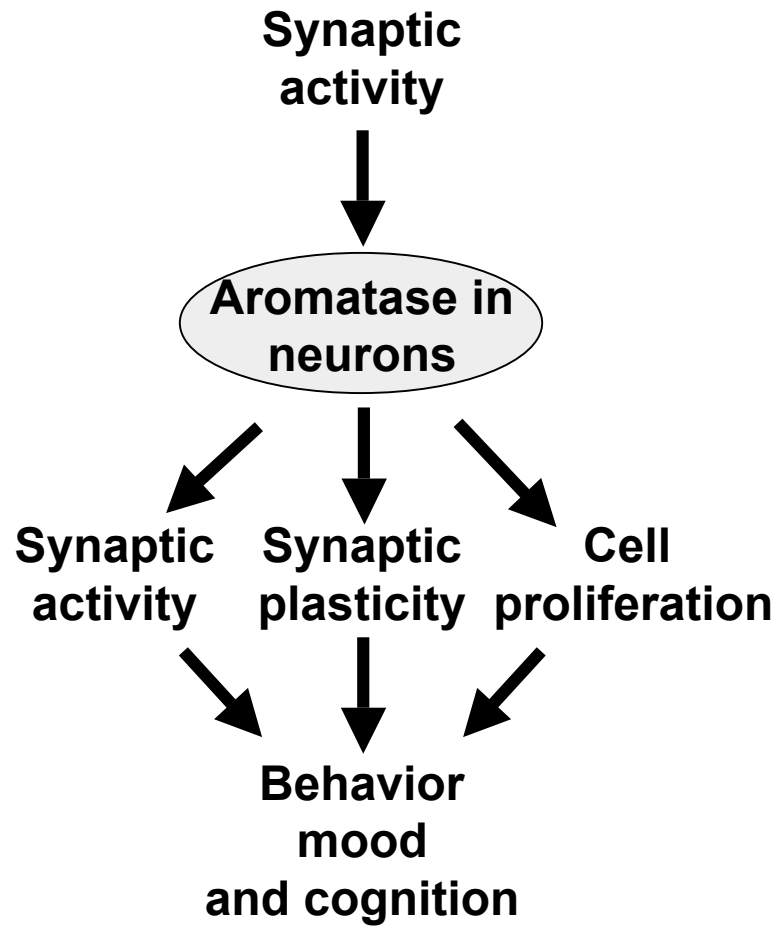 Synaptic
activity
Aromatase in
neurons
Synaptic
activity
Synaptic
plasticity
Cell
proliferation
Behavior
mood
and cognition